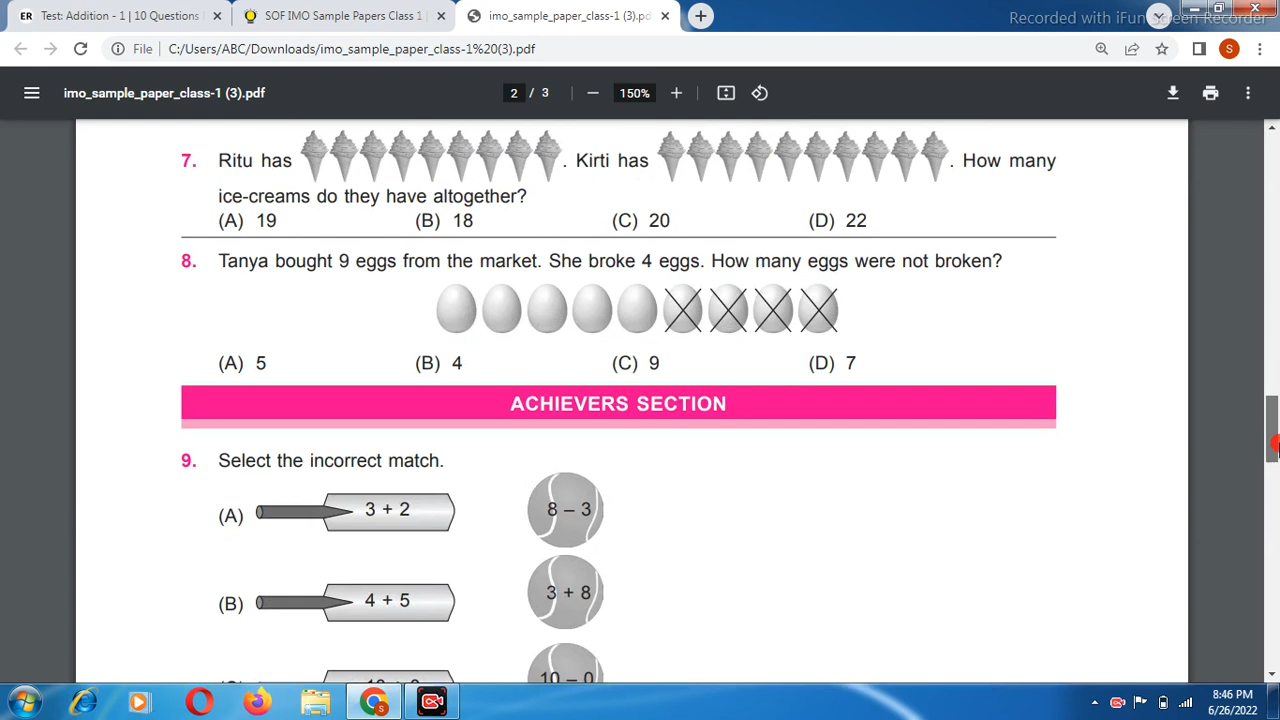 Test: Addition - 1 | 10 Questions
SOF IMO Sample Papers Class 1
imo_sample_paper_class-1 (3).pdf
Recorded with iFun Screen Recorder
File | C:/Users/ABC/Downloads/imo_sample_paper_class-1%20(3).pdf
S
imo_sample_paper_class-1 (3).pdf
2 / 3
150%
7. Ritu has . Kirti has . How many
ice-creams do they have altogether?
(A) 19 (B) 18 (C) 20 (D) 22
8. Tanya bought 9 eggs from the market. She broke 4 eggs. How many eggs were not broken?
(A) 5 (B) 4 (C) 9 (D) 7
ACHIEVERS SECTION
9. Select the incorrect match.
(A) 3 + 2 8 – 3
(B) 4 + 5 3 + 8
10 – 0
8:46 PM
6/26/2022